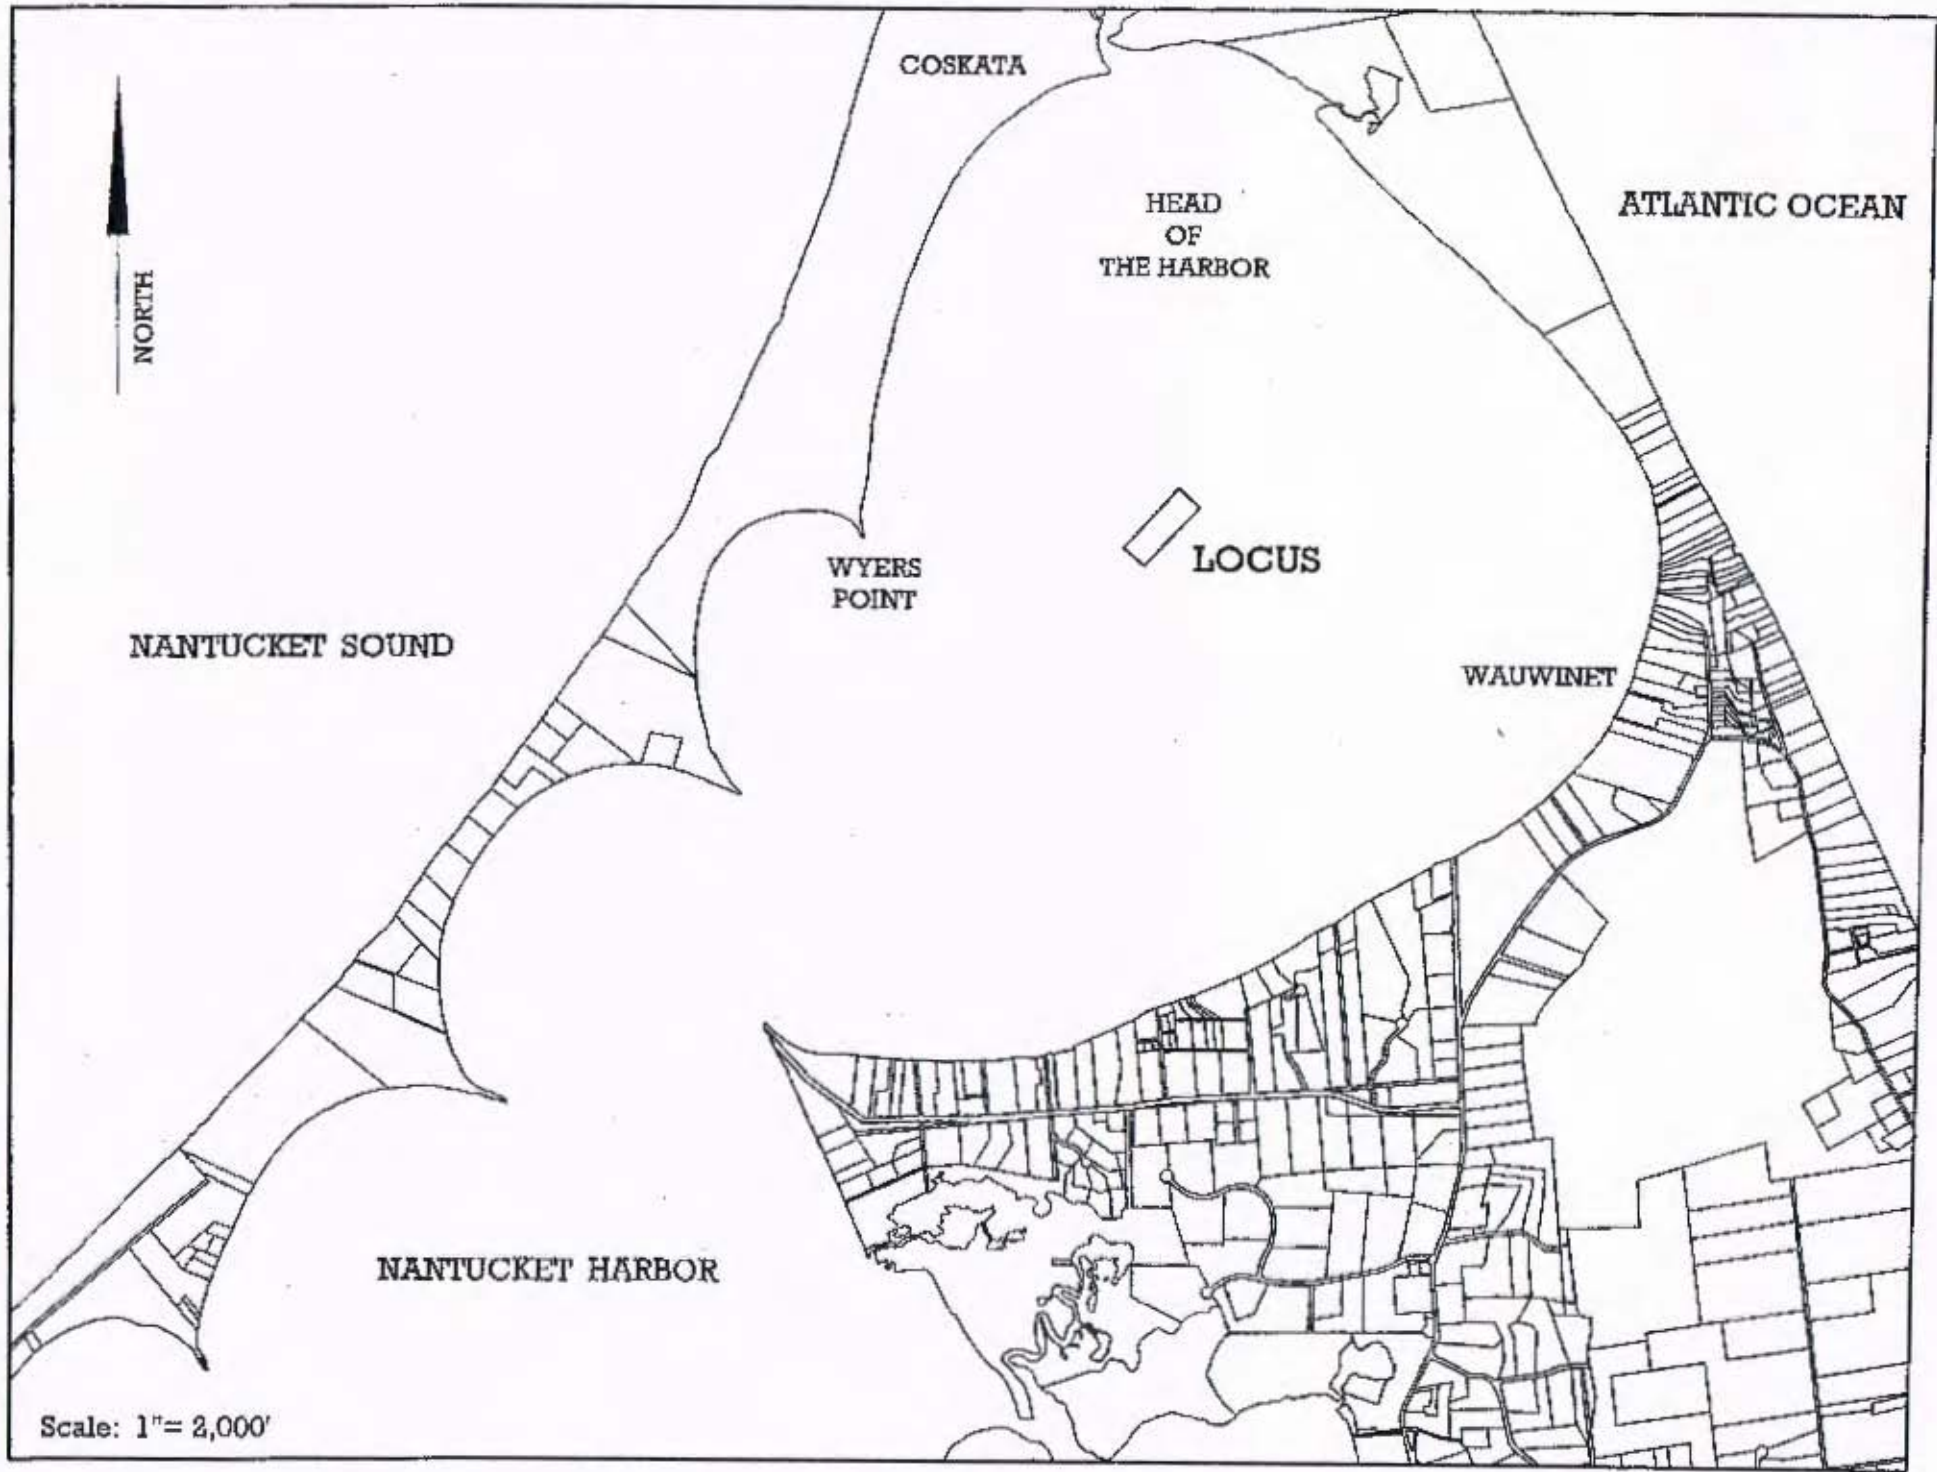 COSKATA
HEAD
OF
THE HARBOR
ATLANTIC OCEAN
NORTH
LOCUS
WYERS
POINT
NANTUCKET SOUND
WAUWINET
NANTUCKET HARBOR
Scale: 1"= 2,000'